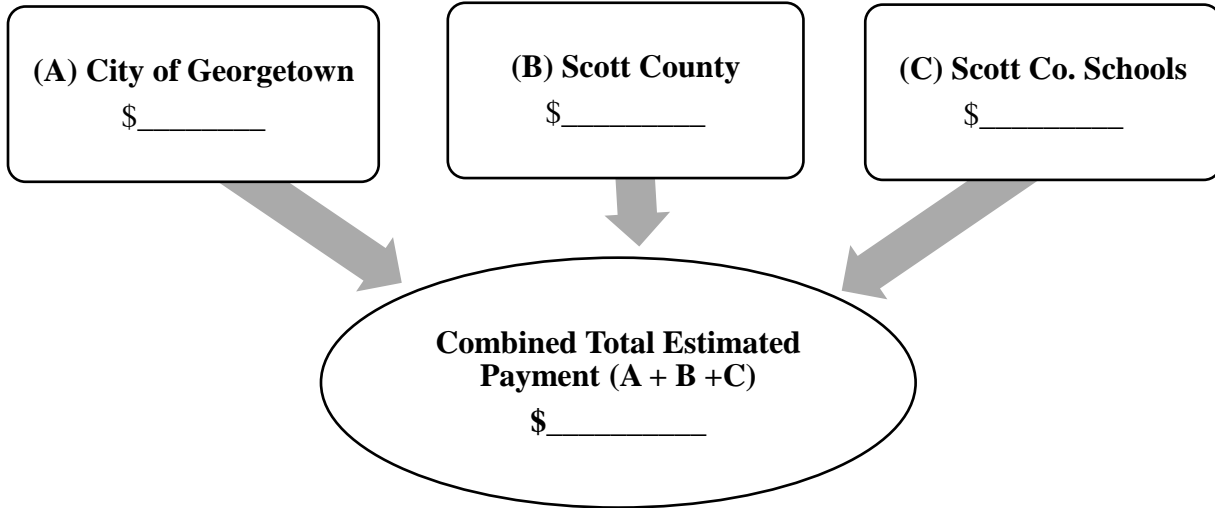 (A) City of Georgetown
$________
(B) Scott County
$_________
(C) Scott Co. Schools
$_________
Combined Total Estimated
Payment (A + B +C)
$__________